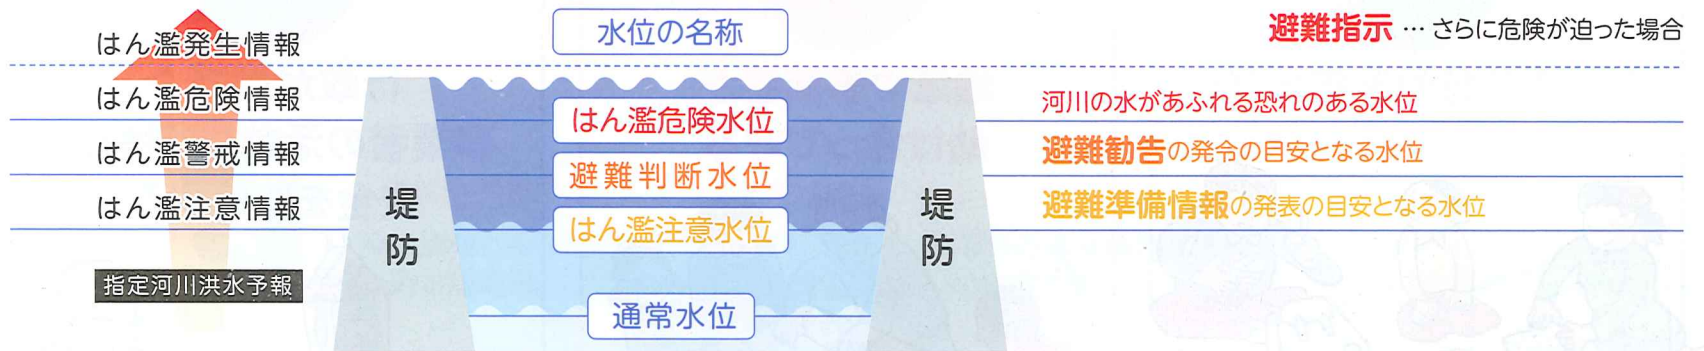 はん濫発生情報
はん濫危険情報
はん濫警戒情報
はん濫注意情報
指定河川洪水予報
水位の名称
はん濫危険水位
避難判断水位
はん濫注意水位
通常水位
堤防
堤防
避難指示 … さらに危険が迫った場合
河川の水があふれる恐れのある水位
避難勧告の発令の目安となる水位
避難準備情報の発表の目安となる水位